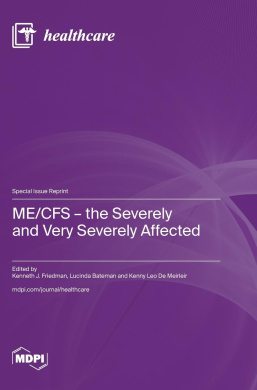 healthcare
Special Issue Reprint
ME/CFS – the Severely
and Very Severely Affected
Edited by
Kenneth J. Friedman, Lucinda Bateman and Kenny Leo De Meirleir
mdpi.com/journal/healthcare
MDPI